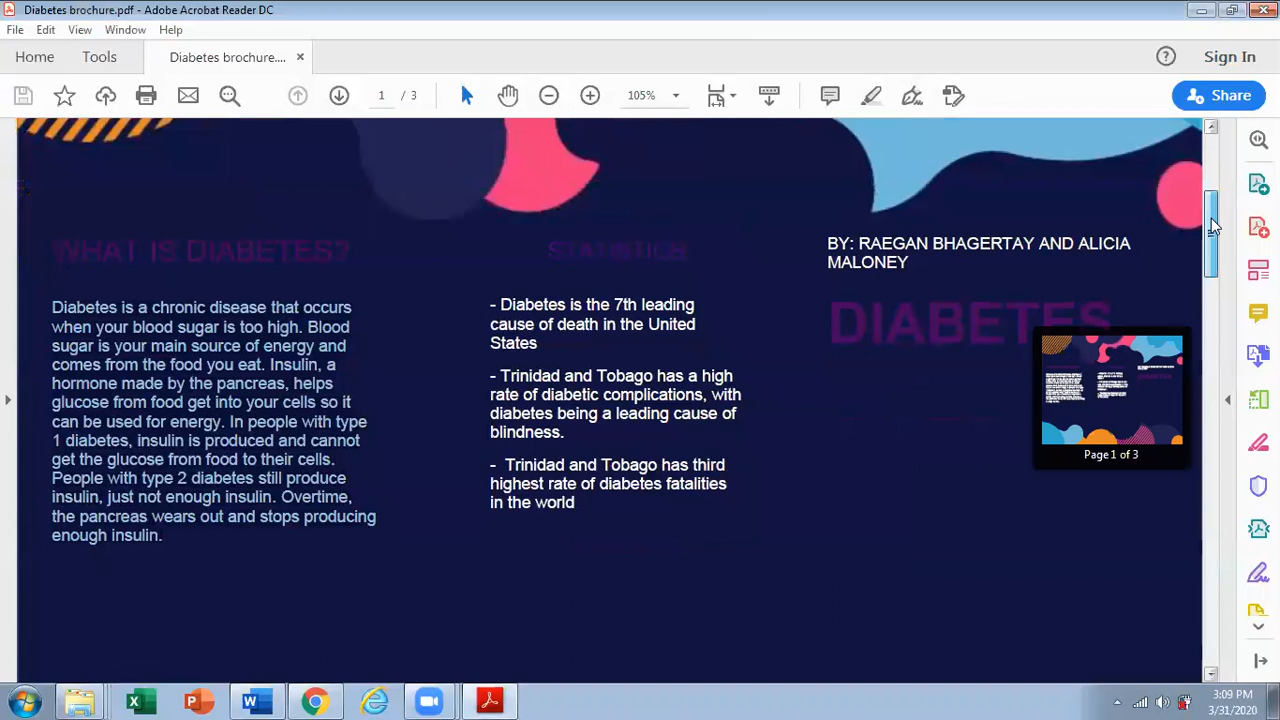 Diabetes brochure.pdf - Adobe Acrobat Reader DC
File Edit View Window Help
Home Tools Diabetes brochure.... × Sign In
1 / 3 105% Share
WHAT IS DIABETES?
Diabetes is a chronic disease that occurs
when your blood sugar is too high. Blood
sugar is your main source of energy and
comes from the food you eat. Insulin, a
hormone made by the pancreas, helps
glucose from food get into your cells so it
can be used for energy. In people with type
1 diabetes, insulin is produced and cannot
get the glucose from food to their cells.
People with type 2 diabetes still produce
insulin, just not enough insulin. Overtime,
the pancreas wears out and stops producing
enough insulin.
STATISTICS
- Diabetes is the 7th leading
cause of death in the United
States
- Trinidad and Tobago has a high
rate of diabetic complications, with
diabetes being a leading cause of
blindness.
- Trinidad and Tobago has third
highest rate of diabetes fatalities
in the world
BY: RAEGAN BHAGERTAY AND ALICIA
MALONEY
DIABETES
Page 1 of 3
3:09 PM
3/31/2020